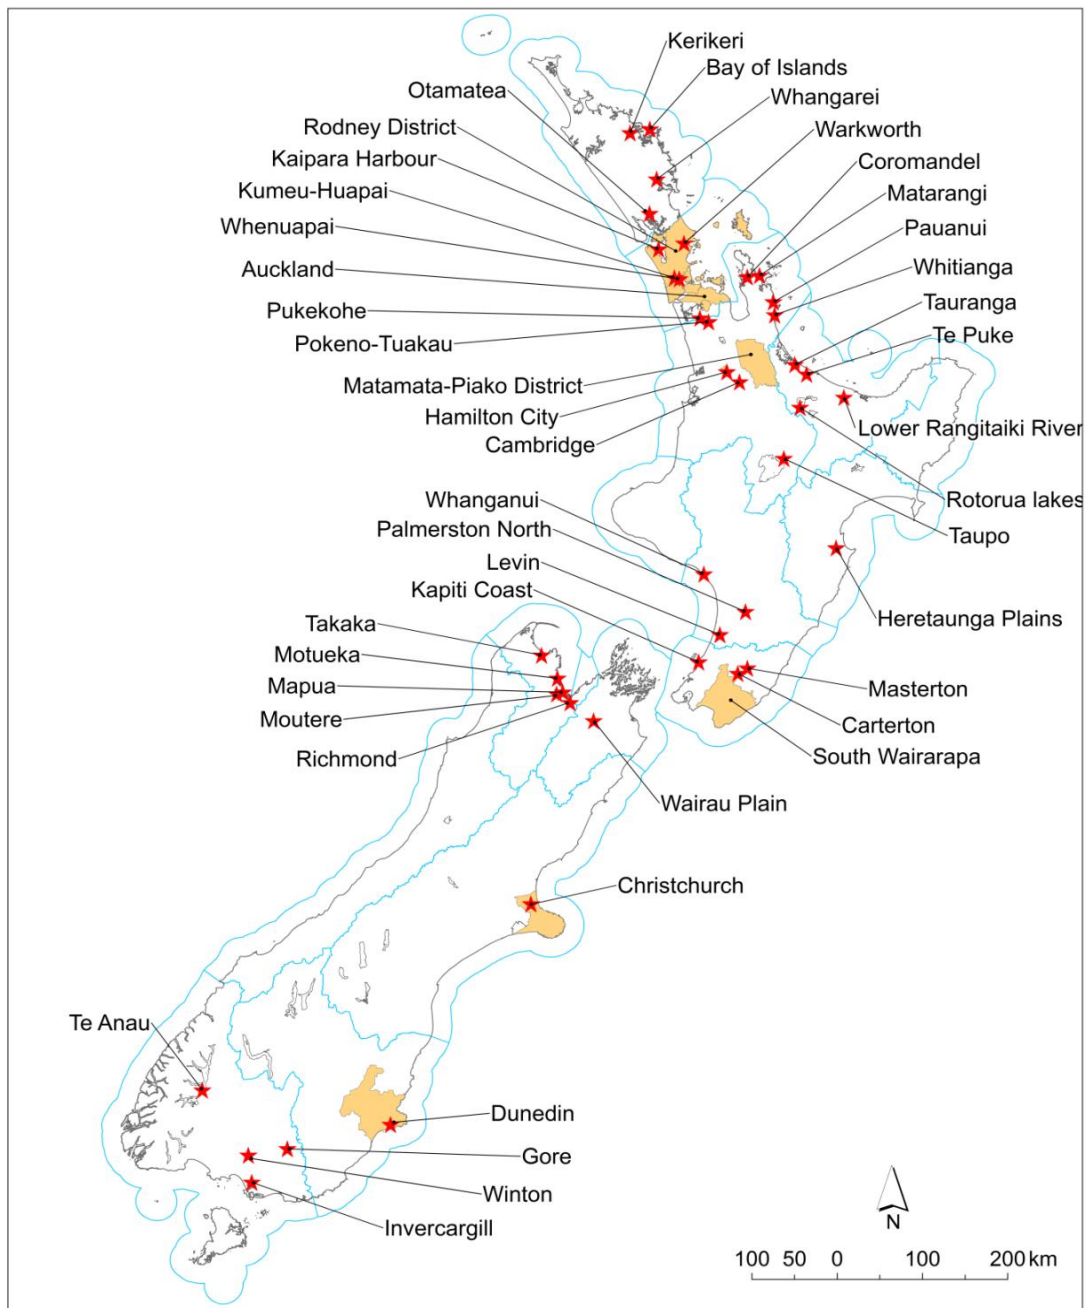 Kerikeri
Bay of Islands
Otamatea
Whangarei
Rodney District
Warkworth
Kaipara Harbour
Coromandel
Kumeu-Huapai
Matarangi
Whenuapai
Pauanui
Auckland
Whitianga
Pukekohe
Tauranga
Pokeno-Tuakau
Te Puke
Matamata-Piako District
Hamilton City
Lower Rangitaiki River
Cambridge
Whanganui
Rotorua lakes
Palmerston North
Taupo
Levin
Kapiti Coast
Heretaunga Plains
Takaka
Motueka
Mapua
Masterton
Moutere
Carterton
Richmond
South Wairarapa
Wairau Plain
Christchurch
Te Anau
Dunedin
Gore
Winton
Invercargill
N
100 50 0 100 200 km